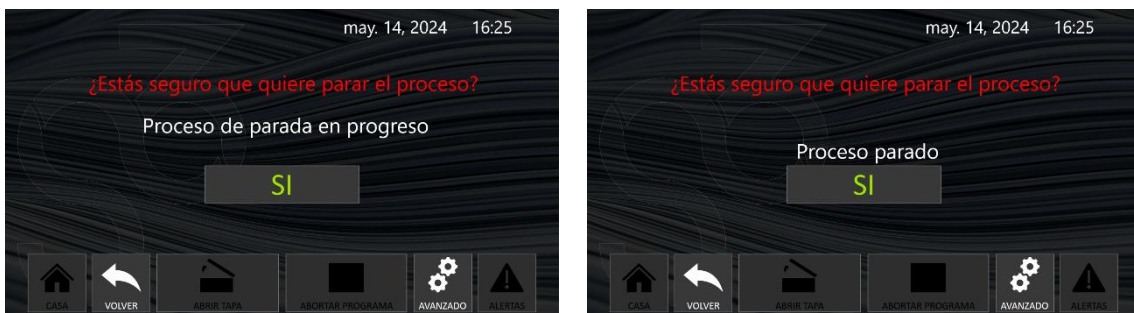 may. 14, 2024 16:25
¿Estás seguro que quiere parar el proceso?
Proceso de parada en progreso
SI
CASA VOLVER ABRIR TAPA ABORTAR PROGRAMA AVANZADO ALERTAS
may. 14, 2024 16:25
¿Estás seguro que quiere parar el proceso?
Proceso parado
SI
CASA VOLVER ABRIR TAPA ABORTAR PROGRAMA AVANZADO ALERTAS